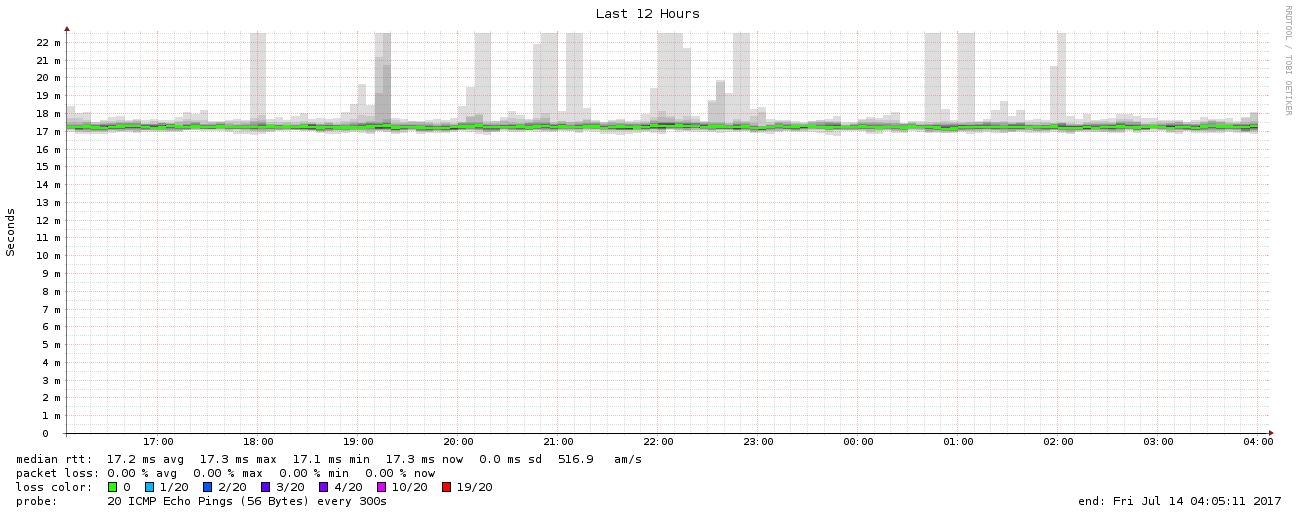 Last 12 Hours
RRDTOOL / TOBI OETIKER
Seconds
22 m
21 m
20 m
19 m
18 m
17 m
16 m
15 m
14 m
13 m
12 m
11 m
10 m
9 m
8 m
7 m
6 m
5 m
4 m
3 m
2 m
1 m
0
17:00 18:00 19:00 20:00 21:00 22:00 23:00 00:00 01:00 02:00 03:00 04:00
median rtt: 17.2 ms avg 17.3 ms max 17.1 ms min 17.3 ms now 0.0 ms sd 516.9 am/s
packet loss: 0.00 % avg 0.00 % max 0.00 % min 0.00 % now
loss color: 0 1/20 2/20 3/20 4/20 10/20 19/20
probe: 20 ICMP Echo Pings (56 Bytes) every 300s end: Fri Jul 14 04:05:11 2017